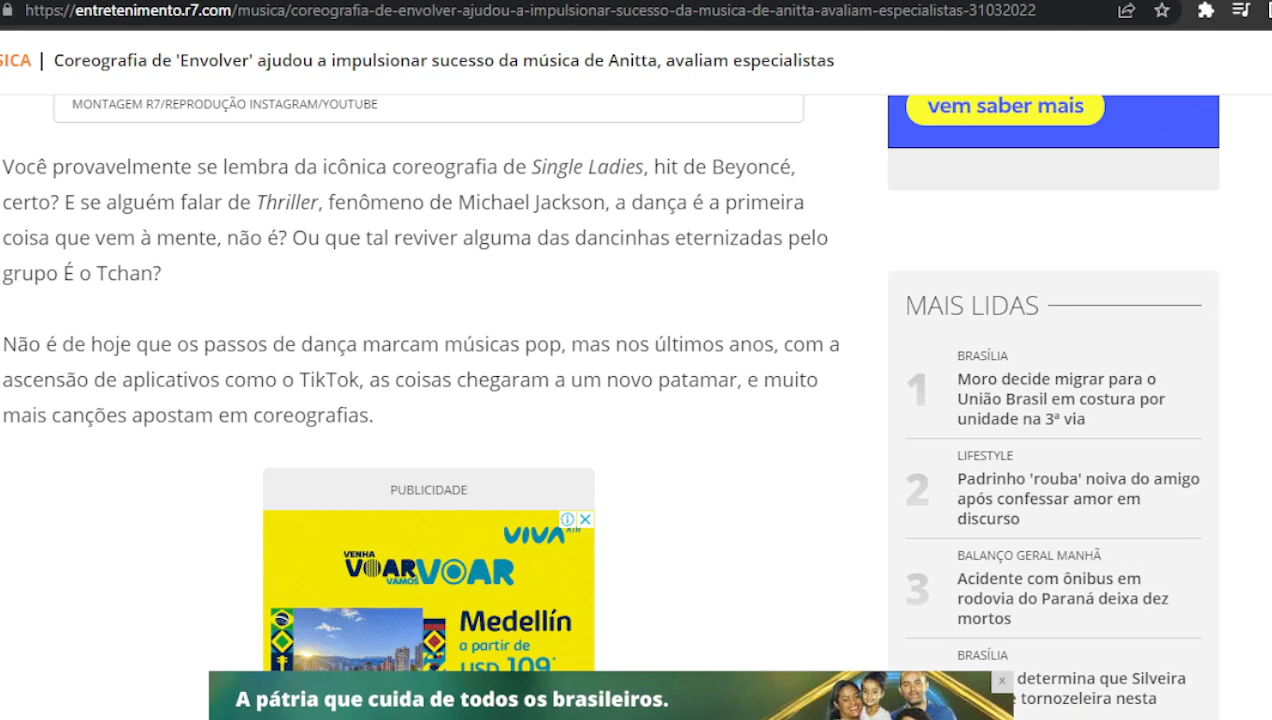 https://entretenimento.r7.com/musica/coreografia-de-envolver-ajudou-a-impulsionar-sucesso-da-musica-de-anitta-avaliam-especialistas-31032022
SICA | Coreografia de 'Envolver' ajudou a impulsionar sucesso da música de Anitta, avaliam especialistas
MONTAGEM R7/REPRODUÇÃO INSTAGRAM/YOUTUBE
Você provavelmente se lembra da icônica coreografia de Single Ladies, hit de Beyoncé,
certo? E se alguém falar de Thriller, fenômeno de Michael Jackson, a dança é a primeira
coisa que vem à mente, não é? Ou que tal reviver alguma das dancinhas eternizadas pelo
grupo É o Tchan?
Não é de hoje que os passos de dança marcam músicas pop, mas nos últimos anos, com a
ascensão de aplicativos como o TikTok, as coisas chegaram a um novo patamar, e muito
mais canções apostam em coreografias.
PUBLICIDADE
VIVA AIR
VENHA
VOAR VAMOS VOAR
Medellín
a partir de
USD 109*
vem saber mais
MAIS LIDAS
BRASÍLIA
1 Moro decide migrar para o
União Brasil em costura por
unidade na 3ª via
LIFESTYLE
2 Padrinho 'rouba' noiva do amigo
após confessar amor em
discurso
BALANÇO GERAL MANHÃ
3 Acidente com ônibus em
rodovia do Paraná deixa dez
mortos
BRASÍLIA
determina que Silveira
e tornozeleira nesta
x
A pátria que cuida de todos os brasileiros.